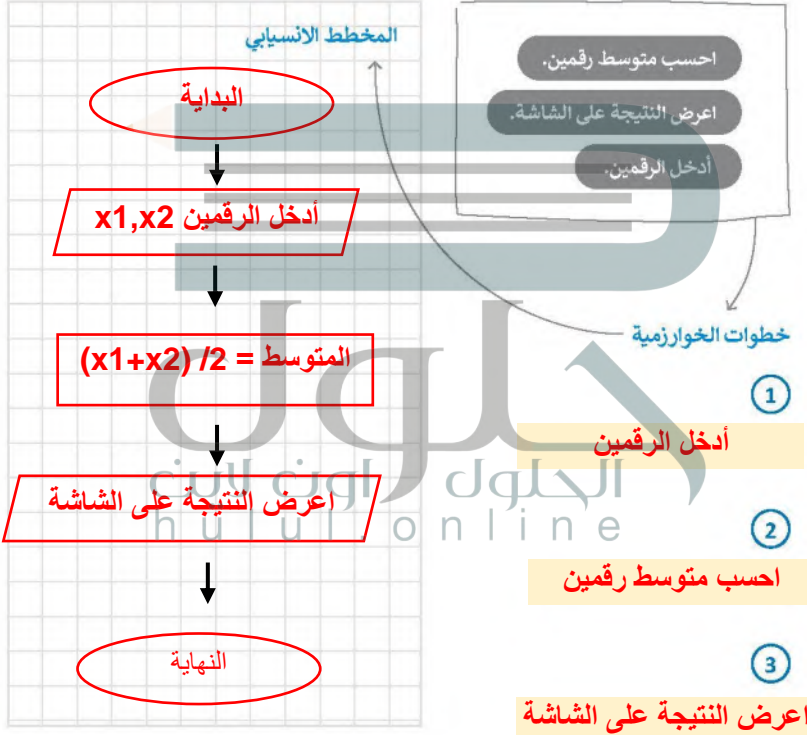 المخطط الانسيابي
احسب متوسط رقمين.
اعرض النتيجة على الشاشة.
أدخل الرقمين.
خطوات الخوارزمية
1
أدخل الرقمين
2
احسب متوسط رقمين
3
اعرض النتيجة على الشاشة
البداية
أدخل الرقمين x1,x2
المتوسط = 2/ (x1+x2)
اعرض النتيجة على الشاشة
النهاية
حلول
الحلول اون لاين
hulul.online